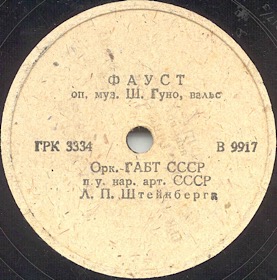 ФАУСТ
оп. муз. Ш. Гуно, вальс
ГРК 3334 В 9917
Орк. ГАБТ СССР
п. у. нар. арт. СССР
Л. П. Штейнберга